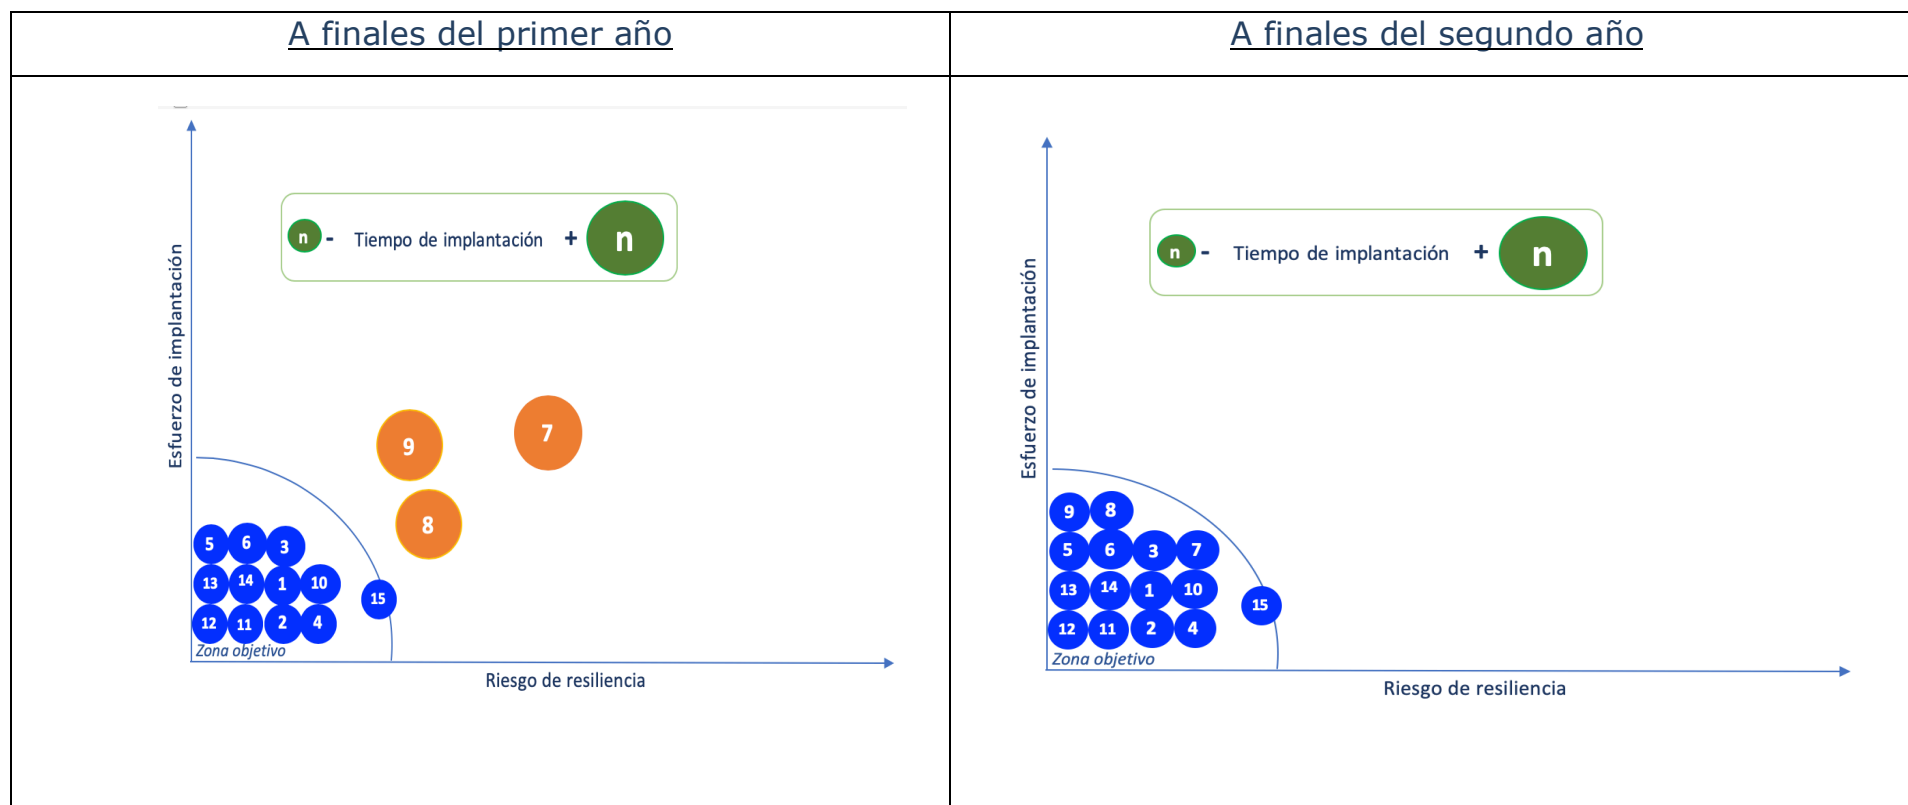 A finales del primer año
A finales del segundo año
n - Tiempo de implantación + n
Esfuerzo de implantación
9
7
8
5 6 3
13 14 1 10
15
12 11 2 4
Zona objetivo
Riesgo de resiliencia
n - Tiempo de implantación + n
Esfuerzo de implantación
9 8
5 6 3 7
13 14 1 10
15
12 11 2 4
Zona objetivo
Riesgo de resiliencia